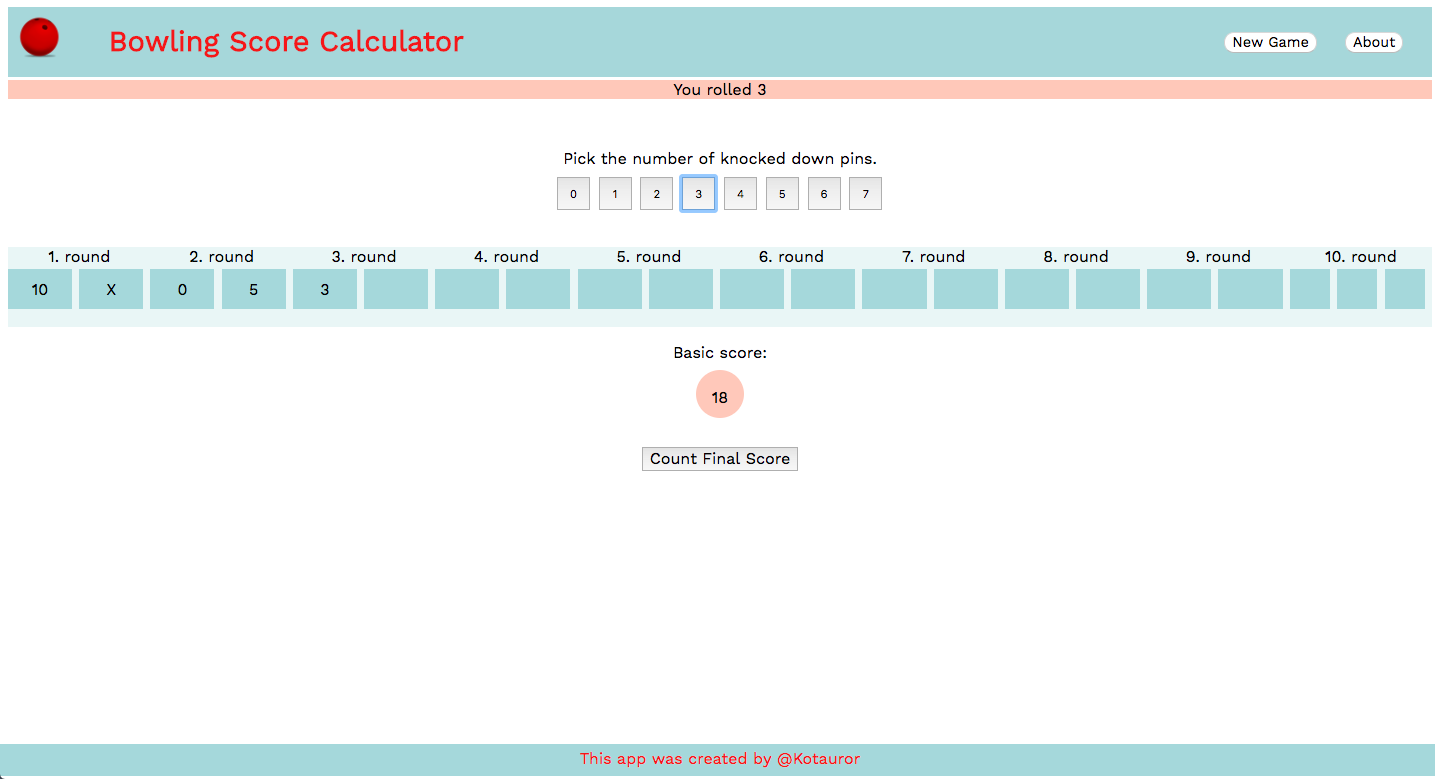 Bowling Score Calculator New Game About
You rolled 3
Pick the number of knocked down pins.
0 1 2 3 4 5 6 7
1. round 2. round 3. round 4. round 5. round 6. round 7. round 8. round 9. round 10. round
10 X 0 5 3
Basic score:
18
Count Final Score
This app was created by @Kotauror